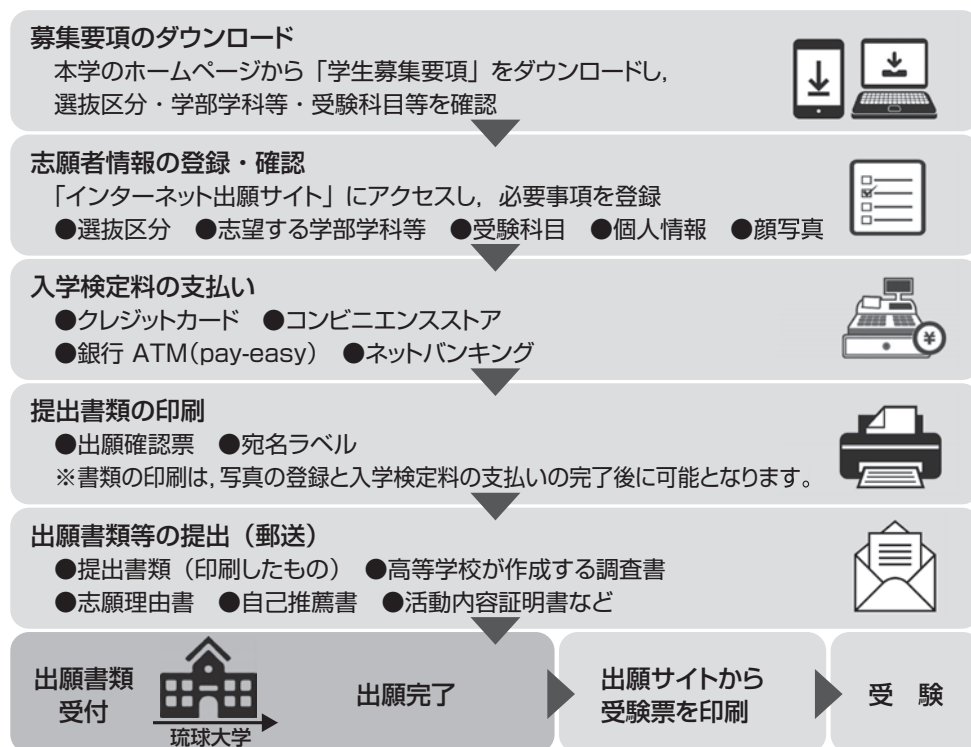 募集要項のダウンロード
本学のホームページから「学生募集要項」をダウンロードし,
選抜区分・学部学科等・受験科目等を確認
志願者情報の登録・確認
「インターネット出願サイト」にアクセスし, 必要事項を登録
●選抜区分 ●志望する学部学科等 ●受験科目 ●個人情報 ●顔写真
入学検定料の支払い
●クレジットカード ●コンビニエンスストア
●銀行 ATM(pay-easy) ●ネットバンキング
¥
提出書類の印刷
●出願確認票 ●宛名ラベル
※書類の印刷は,写真の登録と入学検定料の支払いの完了後に可能となります。
出願書類等の提出（郵送）
●提出書類（印刷したもの） ●高等学校が作成する調査書
●志願理由書 ●自己推薦書 ●活動内容証明書など
出願書類
受付
琉球大学
出願完了
出願サイトから
受験票を印刷
受 験